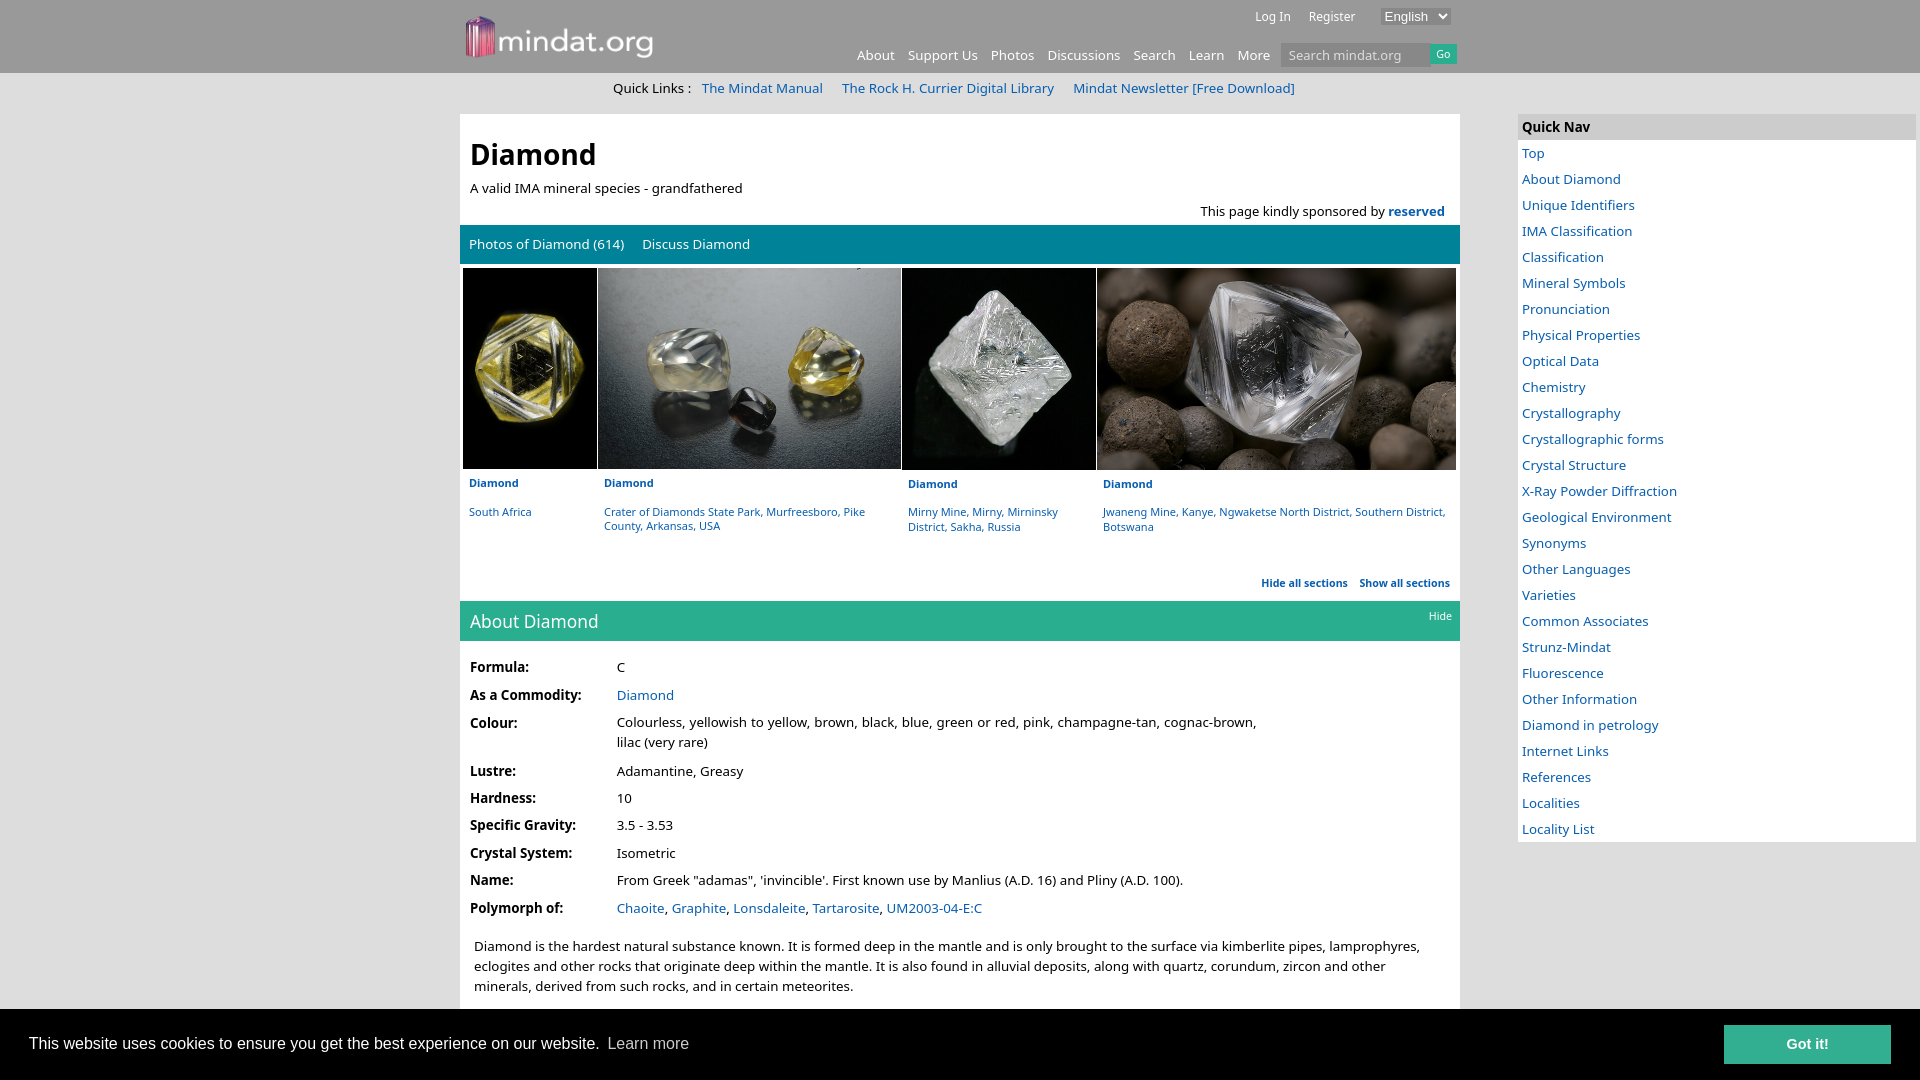 mindat.org
Log In Register English
About Support Us Photos Discussions Search Learn More Search mindat.org Go
Quick Links : The Mindat Manual The Rock H. Currier Digital Library Mindat Newsletter [Free Download]
Diamond
A valid IMA mineral species - grandfathered
This page kindly sponsored by reserved
Photos of Diamond (614) Discuss Diamond
Diamond
South Africa
Diamond
Crater of Diamonds State Park, Murfreesboro, Pike
County, Arkansas, USA
Diamond
Mirny Mine, Mirny, Mirninsky
District, Sakha, Russia
Diamond
Jwaneng Mine, Kanye, Ngwaketse North District, Southern District,
Botswana
Hide all sections Show all sections
About Diamond Hide
Formula: C
As a Commodity: Diamond
Colour: Colourless, yellowish to yellow, brown, black, blue, green or red, pink, champagne-tan, cognac-brown,
lilac (very rare)
Lustre: Adamantine, Greasy
Hardness: 10
Specific Gravity: 3.5 - 3.53
Crystal System: Isometric
Name: From Greek "adamas", 'invincible'. First known use by Manlius (A.D. 16) and Pliny (A.D. 100).
Polymorph of: Chaoite, Graphite, Lonsdaleite, Tartarosite, UM2003-04-E:C
Diamond is the hardest natural substance known. It is formed deep in the mantle and is only brought to the surface via kimberlite pipes, lamprophyres,
eclogites and other rocks that originate deep within the mantle. It is also found in alluvial deposits, along with quartz, corundum, zircon and other
minerals, derived from such rocks, and in certain meteorites.
Quick Nav
Top
About Diamond
Unique Identifiers
IMA Classification
Classification
Mineral Symbols
Pronunciation
Physical Properties
Optical Data
Chemistry
Crystallography
Crystallographic forms
Crystal Structure
X-Ray Powder Diffraction
Geological Environment
Synonyms
Other Languages
Varieties
Common Associates
Strunz-Mindat
Fluorescence
Other Information
Diamond in petrology
Internet Links
References
Localities
Locality List
This website uses cookies to ensure you get the best experience on our website. Learn more
Got it!